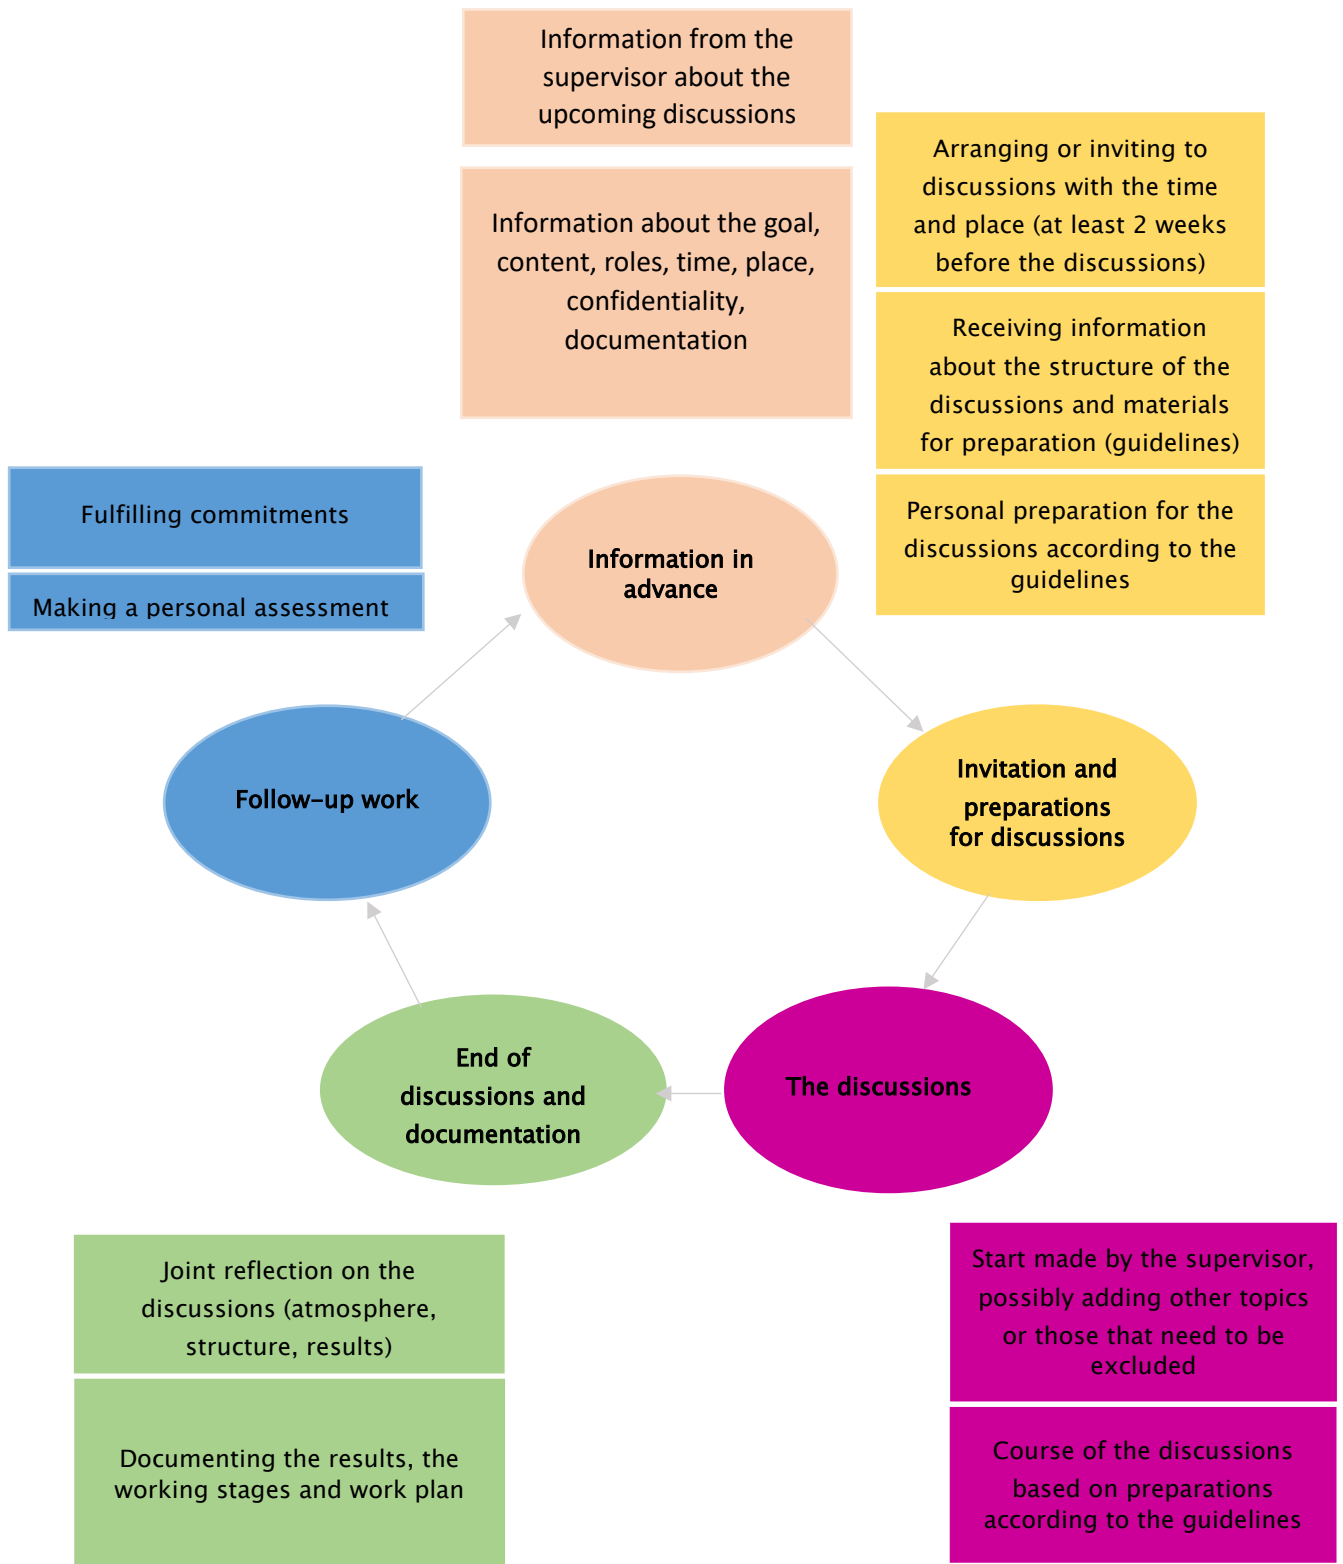 Information from the
supervisor about the
upcoming discussions
Information about the goal,
content, roles, time, place,
confidentiality,
documentation
Arranging or inviting to
discussions with the time
and place (at least 2 weeks
before the discussions)
Receiving information
about the structure of the
discussions and materials
for preparation (guidelines)
Personal preparation for the
discussions according to the
guidelines
Fulfilling commitments
Making a personal assessment
Information in
advance
Invitation and
preparations
for discussions
Follow-up work
The discussions
End of
discussions and
documentation
Joint reflection on the
discussions (atmosphere,
structure, results)
Documenting the results, the
working stages and work plan
Start made by the supervisor,
possibly adding other topics
or those that need to be
excluded
Course of the discussions
based on preparations
according to the guidelines